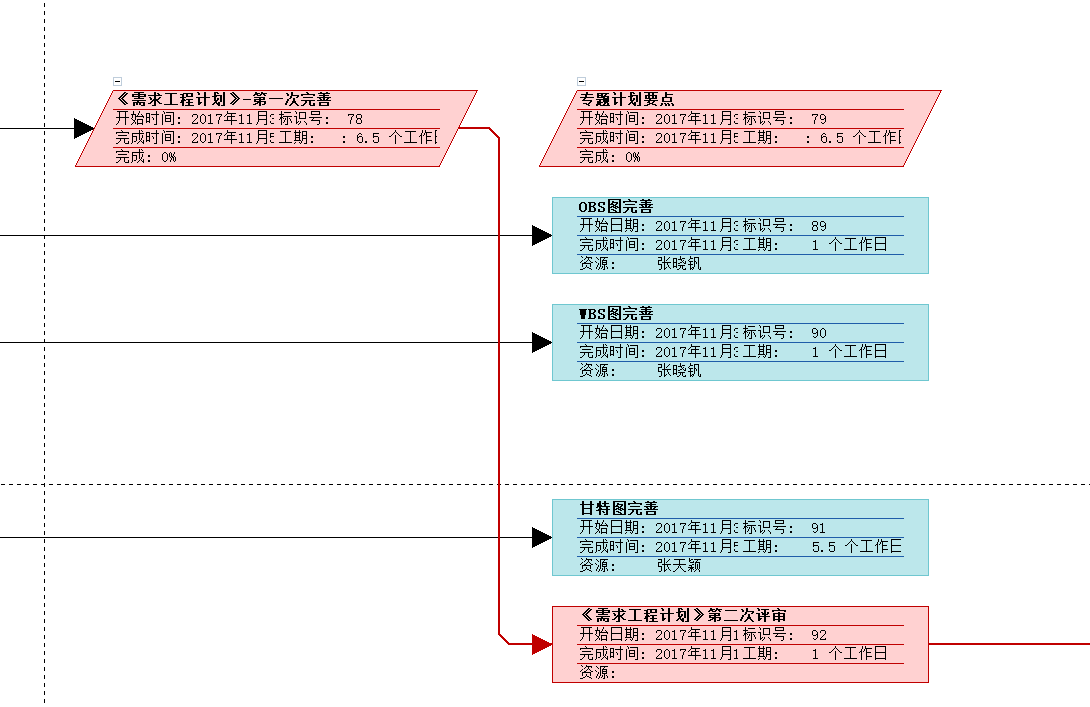 《需求工程计划》-第一次完善
开始时间: 2017年11月3 标识号: 78
完成时间: 2017年11月5 工期: : 6.5 个工作日
完成: 0%
专题计划要点
开始时间: 2017年11月3 标识号: 79
完成时间: 2017年11月5 工期: : 6.5 个工作日
完成: 0%
OBS图完善
开始日期: 2017年11月3 标识号: 89
完成时间: 2017年11月3 工期: 1 个工作日
资源: 张晓钒
WBS图完善
开始日期: 2017年11月3 标识号: 90
完成时间: 2017年11月3 工期: 1 个工作日
资源: 张晓钒
甘特图完善
开始日期: 2017年11月3 标识号: 91
完成时间: 2017年11月5 工期: 5.5 个工作日
资源: 张天颖
《需求工程计划》第二次评审
开始日期: 2017年11月1 标识号: 92
完成时间: 2017年11月1 工期: 1 个工作日
资源: